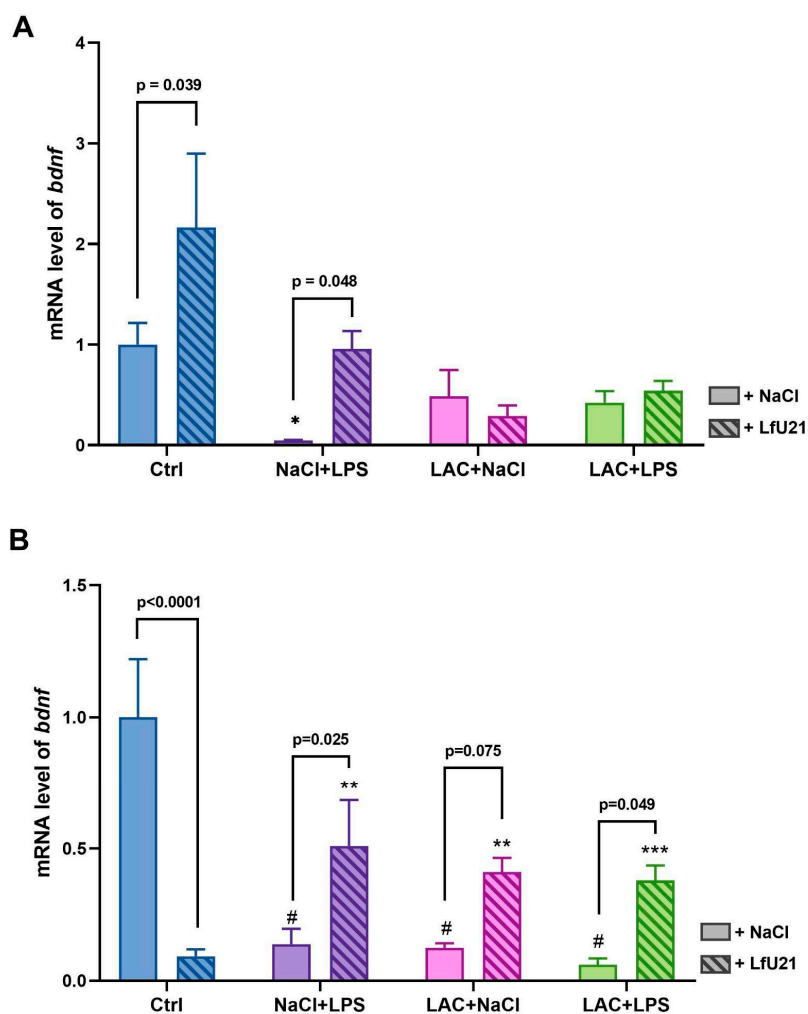 A
mRNA level of bdnf
4
3
2
1
0
p = 0.039
p = 0.048
*
Ctrl
NaCl+LPS
LAC+NaCl
LAC+LPS
+ NaCl
+ LfU21
B
mRNA level of bdnf
1.5
1.0
0.5
0.0
p<0.0001
p=0.025
p=0.075
p=0.049
#
**
#
**
#
***
Ctrl
NaCl+LPS
LAC+NaCl
LAC+LPS
+ NaCl
+ LfU21